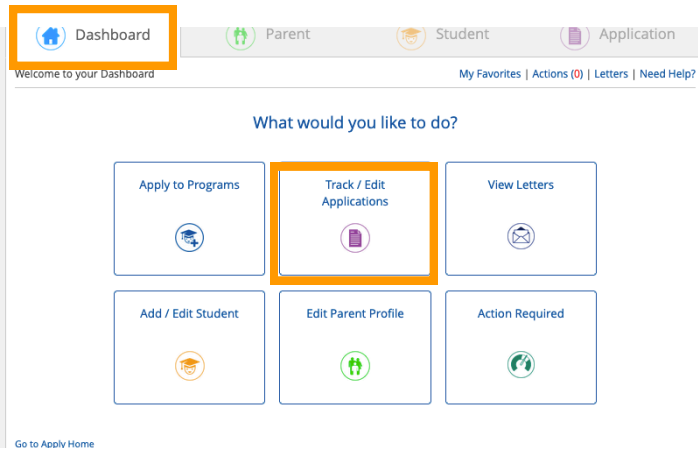 Dashboard
Parent
Student
Application
Welcome to your Dashboard
My Favorites | Actions (0) | Letters | Need Help?
What would you like to do?
Apply to Programs
Track / Edit
Applications
View Letters
Add / Edit Student
Edit Parent Profile
Action Required
Go to Apply Home